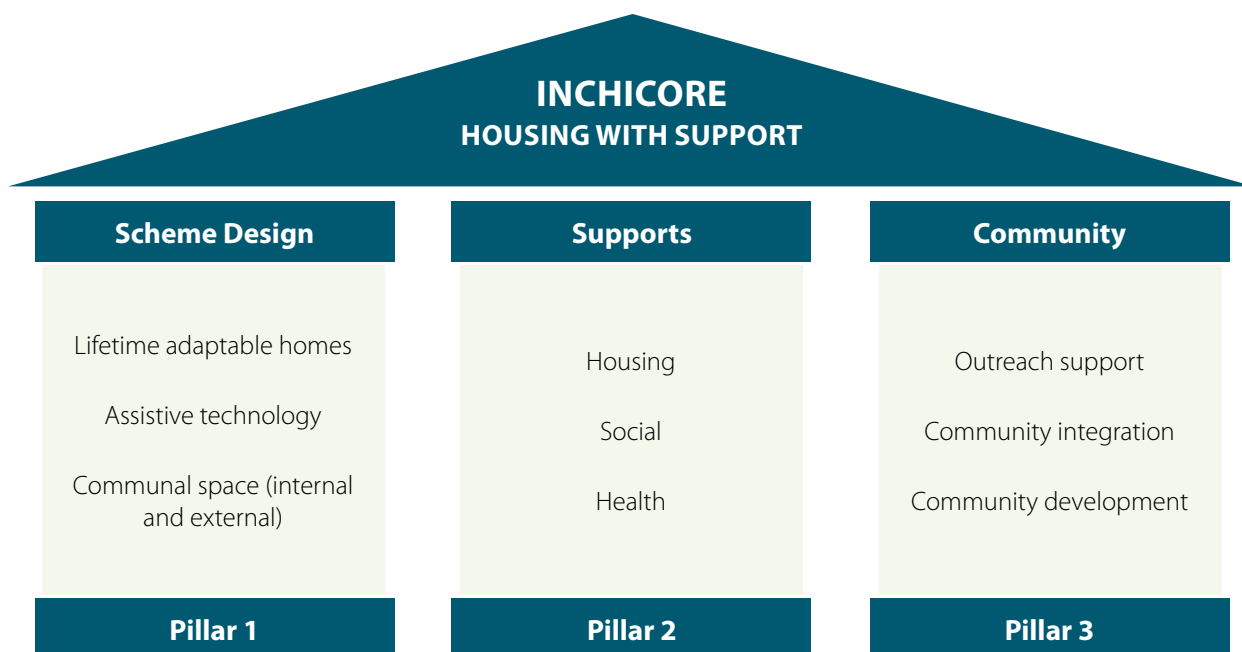 INCHICORE
HOUSING WITH SUPPORT
Scheme Design
Lifetime adaptable homes
Assistive technology
Communal space (internal
and external)
Pillar 1
Supports
Housing
Social
Health
Pillar 2
Community
Outreach support
Community integration
Community development
Pillar 3